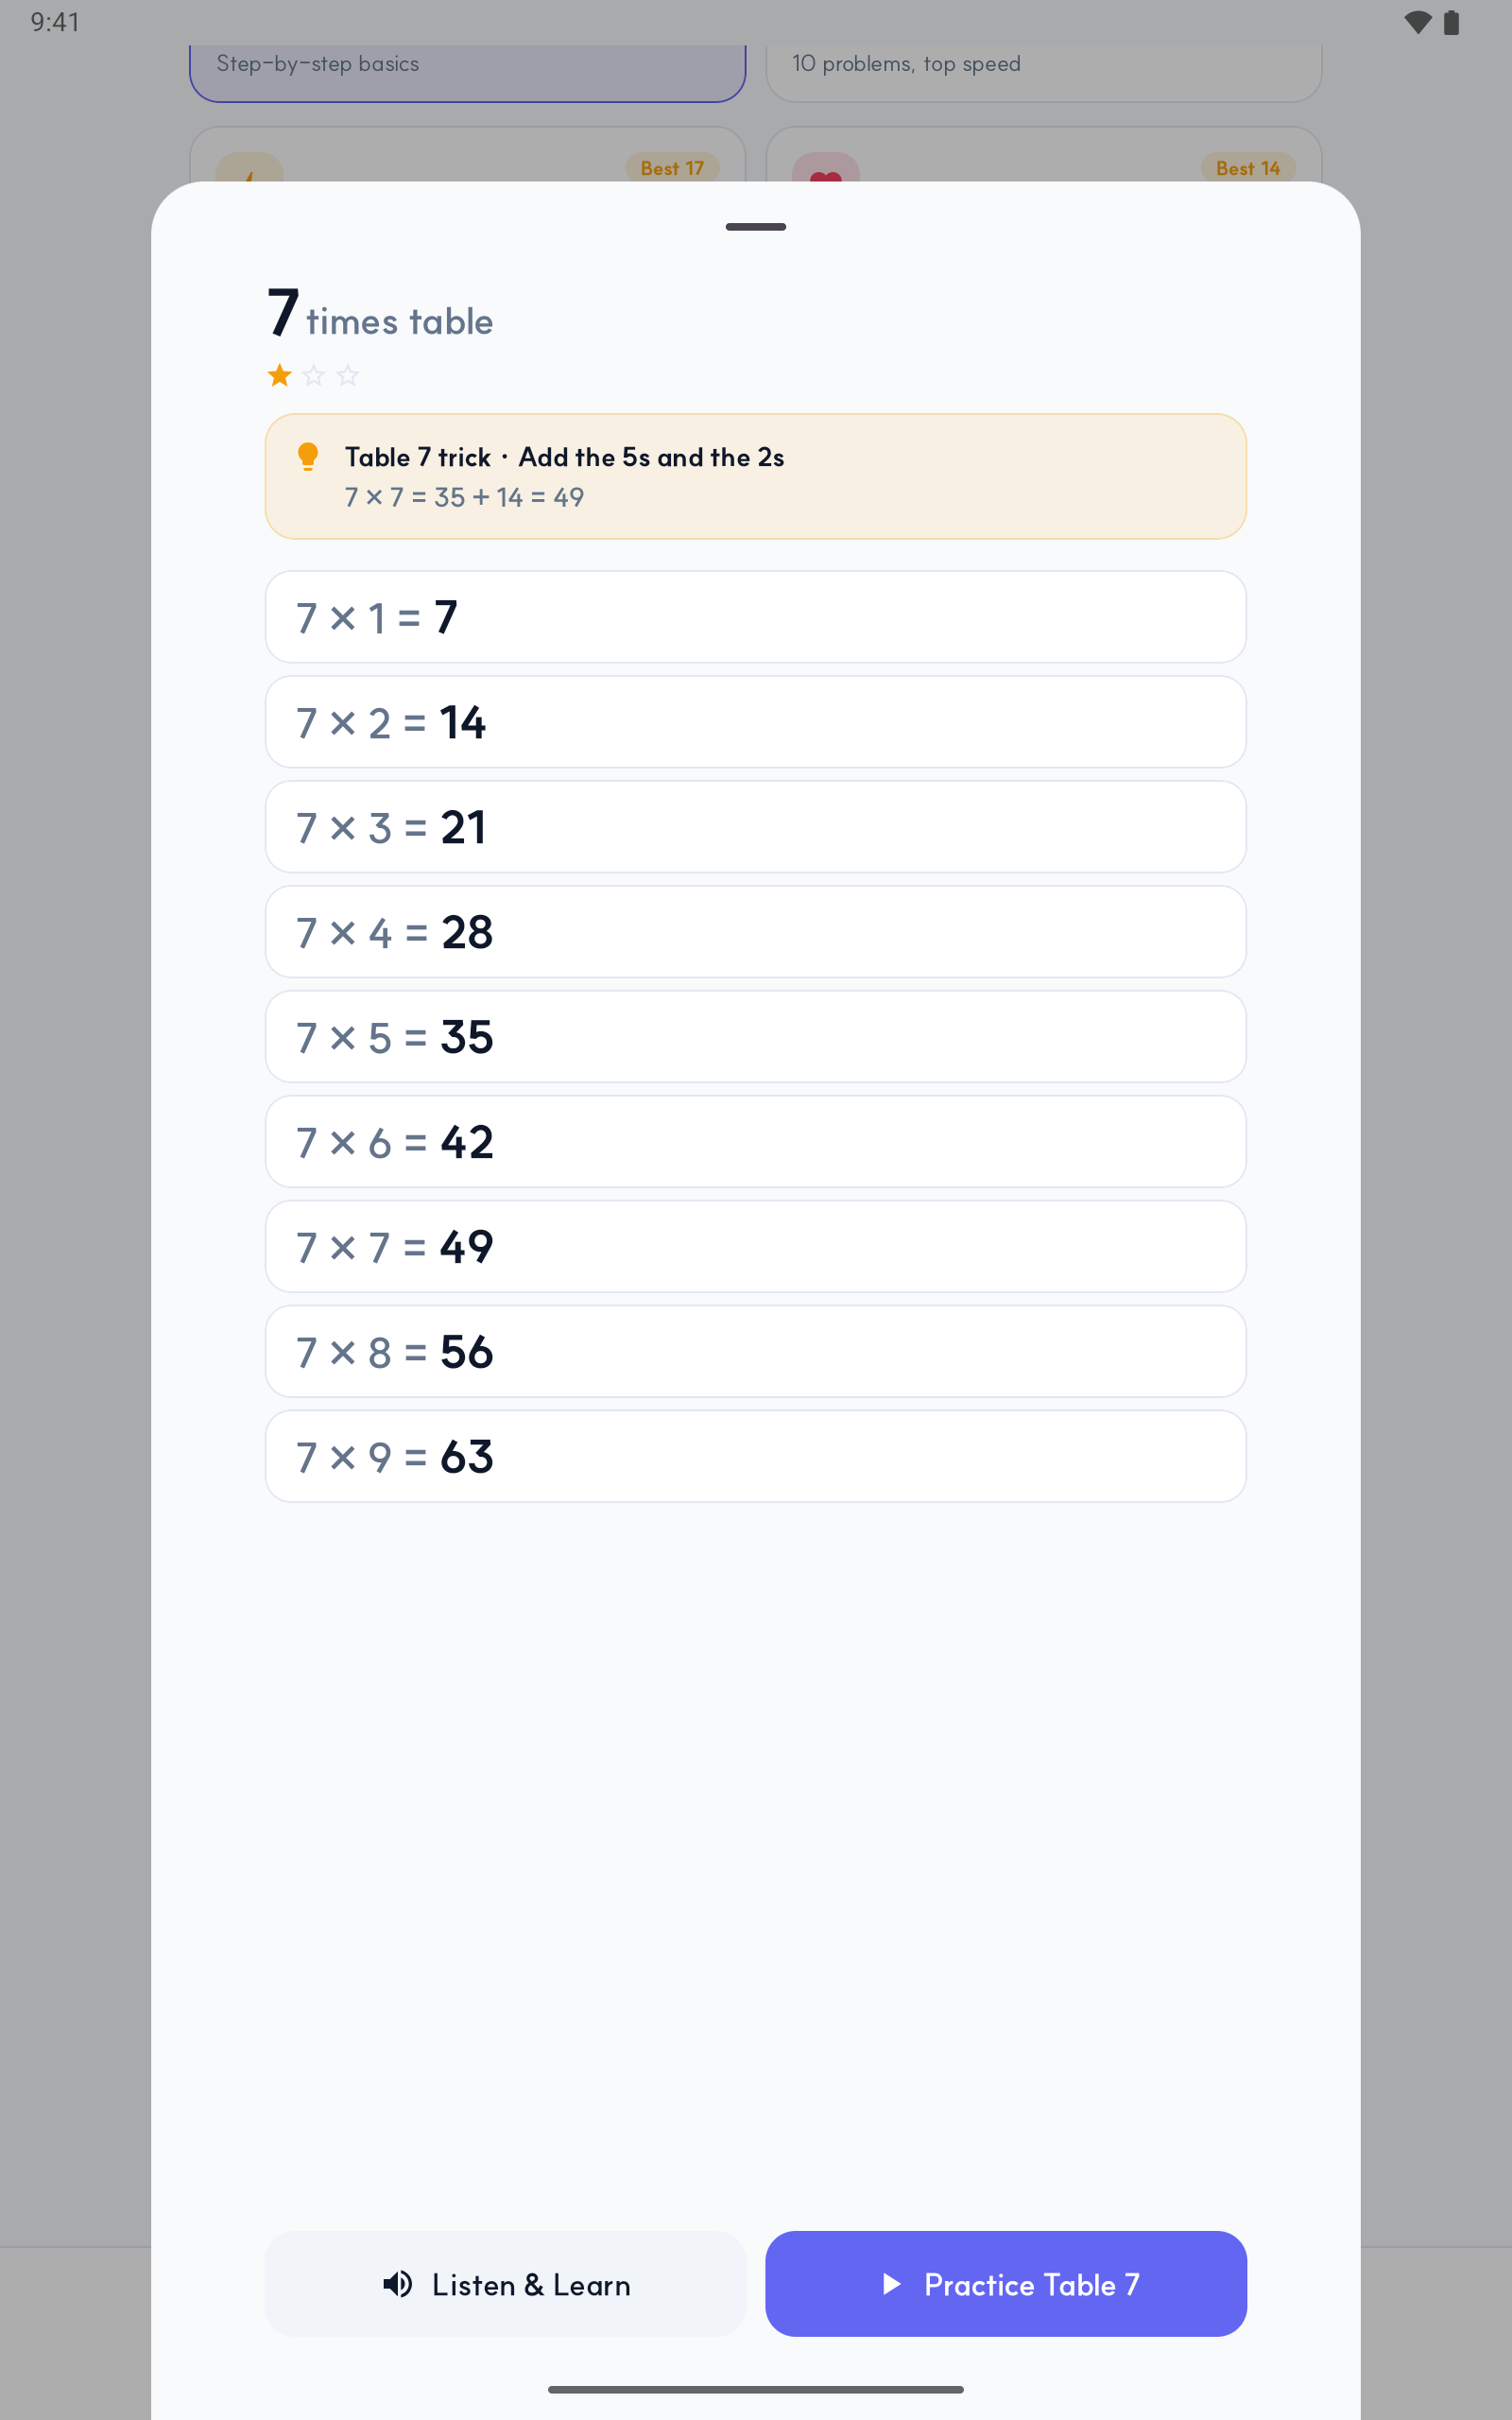 9:41
Step-by-step basics
10 problems, top speed
Best 17
Best 14
7 times table
Table 7 trick · Add the 5s and the 2s
7 × 7 = 35 + 14 = 49
7 × 1 = 7
7 × 2 = 14
7 × 3 = 21
7 × 4 = 28
7 × 5 = 35
7 × 6 = 42
7 × 7 = 49
7 × 8 = 56
7 × 9 = 63
Listen & Learn
Practice Table 7